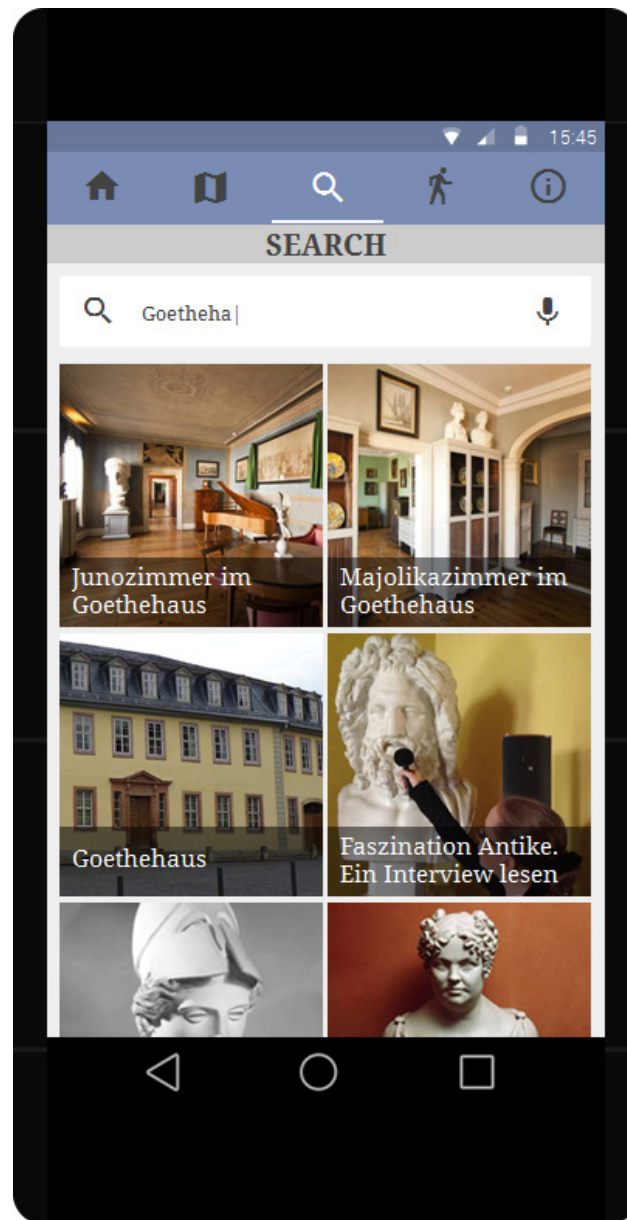 15:45
SEARCH
Goetheha
Junozimmer im
Goethehaus
Majolikazimmer im
Goethehaus
Goethehaus
Faszination Antike.
Ein Interview lesen